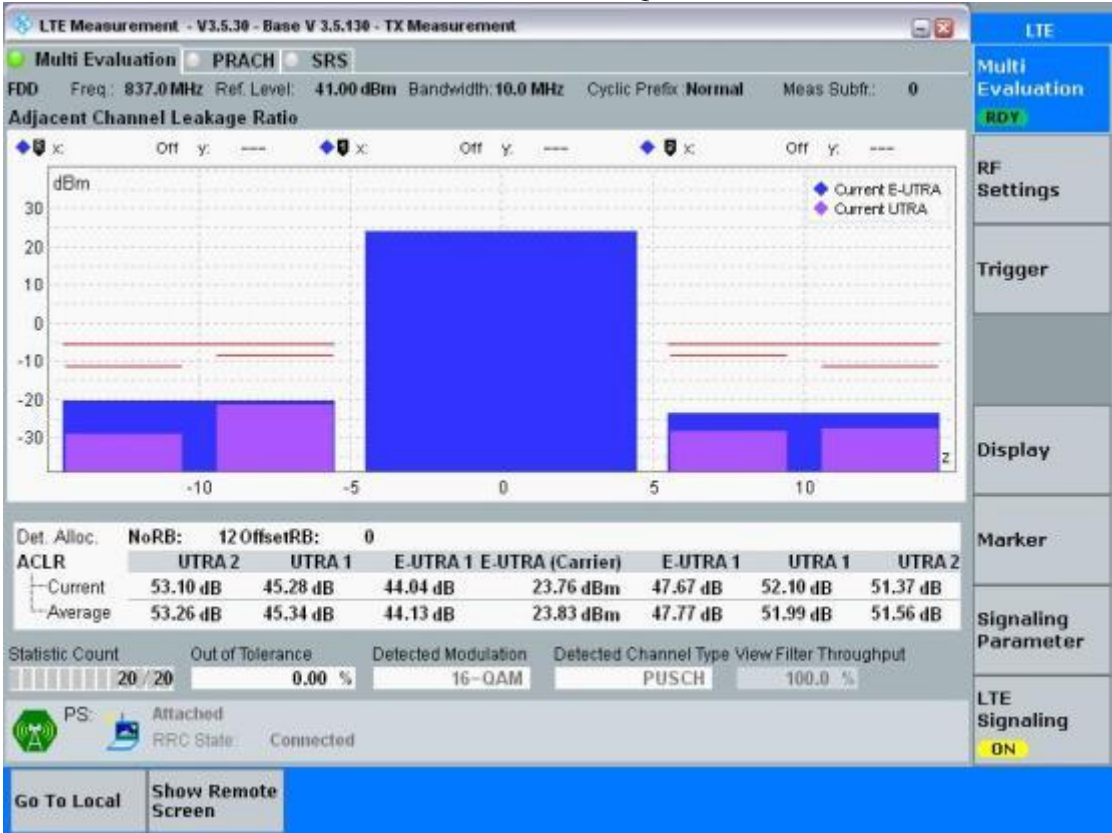 LTE Measurement - V3.5.30 - Base V 3.5.130 - TX Measurement
Multi Evaluation PRACH SRS
FDD Freq.: 837.0 MHz Ref. Level: 41.00 dBm Bandwidth: 10.0 MHz Cyclic Prefix: Normal Meas Subfr.: 0
Adjacent Channel Leakage Ratio
x: Off y: --- x: Off y: --- x: Off y: ---
dBm
Current E-UTRA
Current UTRA
30
20
10
0
-10
-20
-30
z
-10 -5 0 5 10
Det. Alloc. NoRB: 12 OffsetRB: 0
ACLR UTRA 2 UTRA 1 E-UTRA 1 E-UTRA (Carrier) E-UTRA 1 UTRA 1 UTRA 2
Current 53.10 dB 45.28 dB 44.04 dB 23.76 dBm 47.67 dB 52.10 dB 51.37 dB
Average 53.26 dB 45.34 dB 44.13 dB 23.83 dBm 47.77 dB 51.99 dB 51.56 dB
Statistic Count Out of Tolerance Detected Modulation Detected Channel Type View Filter Throughput
20 / 20 0.00 % 16-QAM PUSCH 100.0 %
PS: Attached
RRC State: Connected
LTE
Multi
Evaluation
RDY
RF
Settings
Trigger
Display
Marker
Signaling
Parameter
LTE
Signaling
ON
Go To Local
Show Remote
Screen